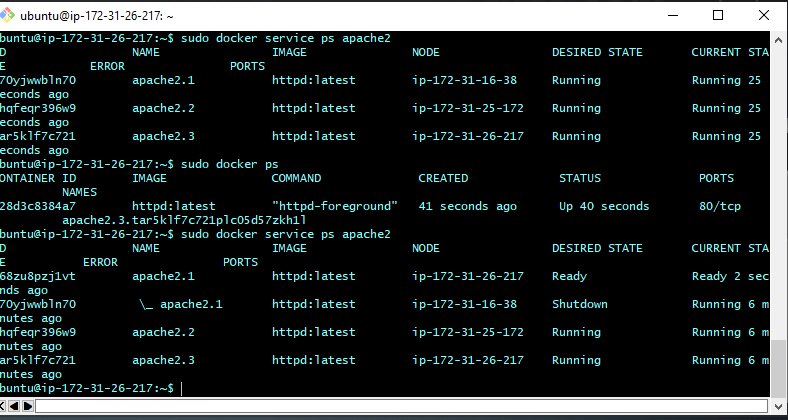 ubuntu@ip-172-31-26-217: ~
buntu@ip-172-31-26-217:~$ sudo docker service ps apache2
D NAME IMAGE NODE DESIRED STATE CURRENT STA
E ERROR PORTS
7Oyjwwbln7O apache2.1 httpd:latest ip-172-31-16-38 Running Running 25
econds ago
hqfeqr396w9 apache2.2 httpd:latest ip-172-31-25-172 Running Running 25
econds ago
ar5klf7c721 apache2.3 httpd:latest ip-172-31-26-217 Running Running 25
econds ago
buntu@ip-172-31-26-217:~$ sudo docker ps
ONTAINER ID IMAGE COMMAND CREATED STATUS PORTS
NAMES
28d3c8384a7 httpd:latest "httpd-foreground" 41 seconds ago Up 40 seconds 80/tcp
apache2.3.tar5klf7c721plc05d57zkh1l
buntu@ip-172-31-26-217:~$ sudo docker service ps apache2
D NAME IMAGE NODE DESIRED STATE CURRENT STA
E ERROR PORTS
68zu8pzj1vt apache2.1 httpd:latest ip-172-31-26-217 Ready Ready 2 sec
nds ago
7Oyjwwbln7O \_ apache2.1 httpd:latest ip-172-31-16-38 Shutdown Running 6 m
nutes ago
hqfeqr396w9 apache2.2 httpd:latest ip-172-31-25-172 Running Running 6 m
nutes ago
ar5klf7c721 apache2.3 httpd:latest ip-172-31-26-217 Running Running 6 m
nutes ago
buntu@ip-172-31-26-217:~$